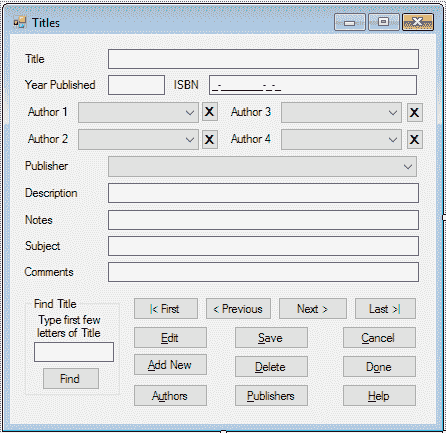 Titles
Title
Year Published ISBN _-_______-_-_
Author 1 X Author 3 X
Author 2 X Author 4 X
Publisher
Description
Notes
Subject
Comments
Find Title
Type first few
letters of Title
Find
|< First < Previous Next > Last >|
Edit Save Cancel
Add New Delete Done
Authors Publishers Help